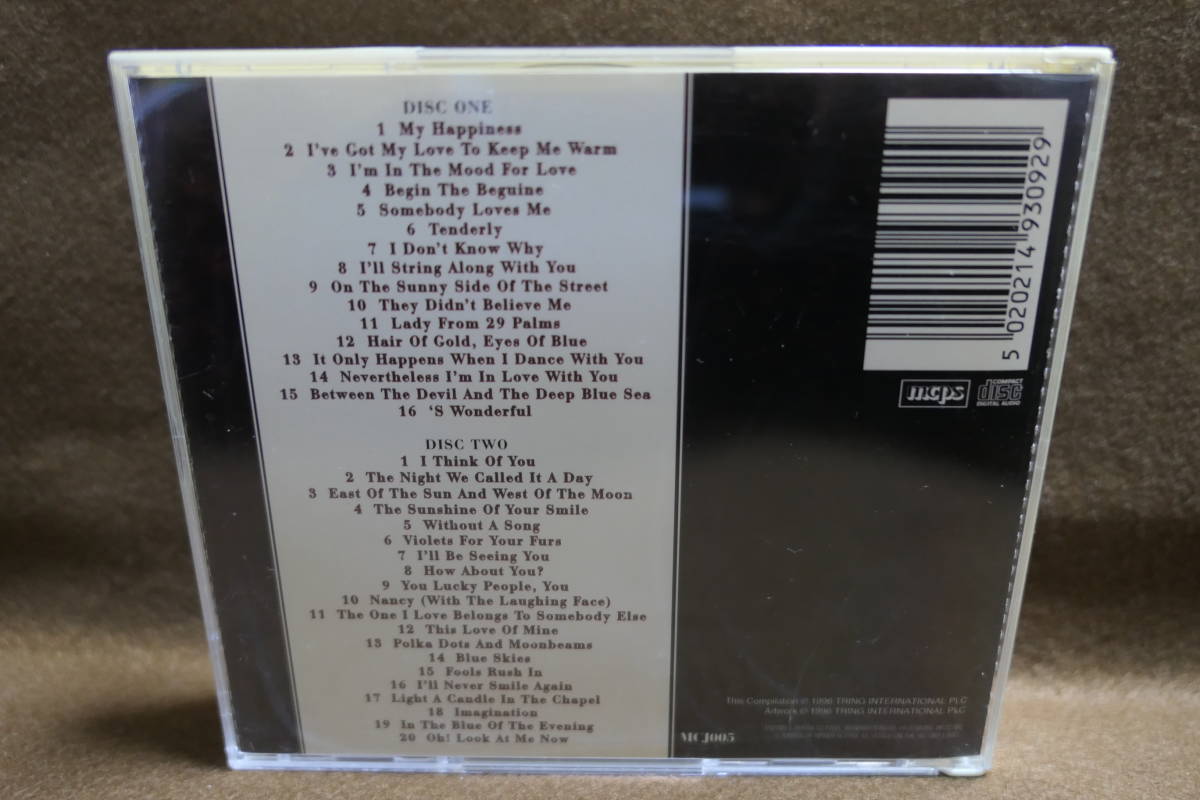 DISC ONE
1 My Happiness
2 I've Got My Love To Keep Me Warm
3 I'm In The Mood For Love
4 Begin The Beguine
5 Somebody Loves Me
6 Tenderly
7 I Don't Know Why
8 I'll String Along With You
9 On The Sunny Side Of The Street
10 They Didn't Believe Me
11 Lady From 29 Palms
12 Hair Of Gold, Eyes Of Blue
13 It Only Happens When I Dance With You
14 Nevertheless I'm In Love With You
15 Between The Devil And The Deep Blue Sea
16 'S Wonderful
DISC TWO
1 I Think Of You
2 The Night We Called It A Day
3 East Of The Sun And West Of The Moon
4 The Sunshine Of Your Smile
5 Without A Song
6 Violets For Your Furs
7 I'll Be Seeing You
8 How About You?
9 You Lucky People, You
10 Nancy (With The Laughing Face)
11 The One I Love Belongs To Somebody Else
12 This Love Of Mine
13 Polka Dots And Moonbeams
14 Blue Skies
15 Fools Rush In
16 I'll Never Smile Again
17 Light A Candle In The Chapel
18 Imagination
19 In The Blue Of The Evening
20 Oh! Look At Me Now
MCJ005
5 020214 930929
mcps
COMPACT
disc
DIGITAL AUDIO
This Compilation ℗ 1996 TRING INTERNATIONAL PLC
Artwork © 1996 TRING INTERNATIONAL PLC